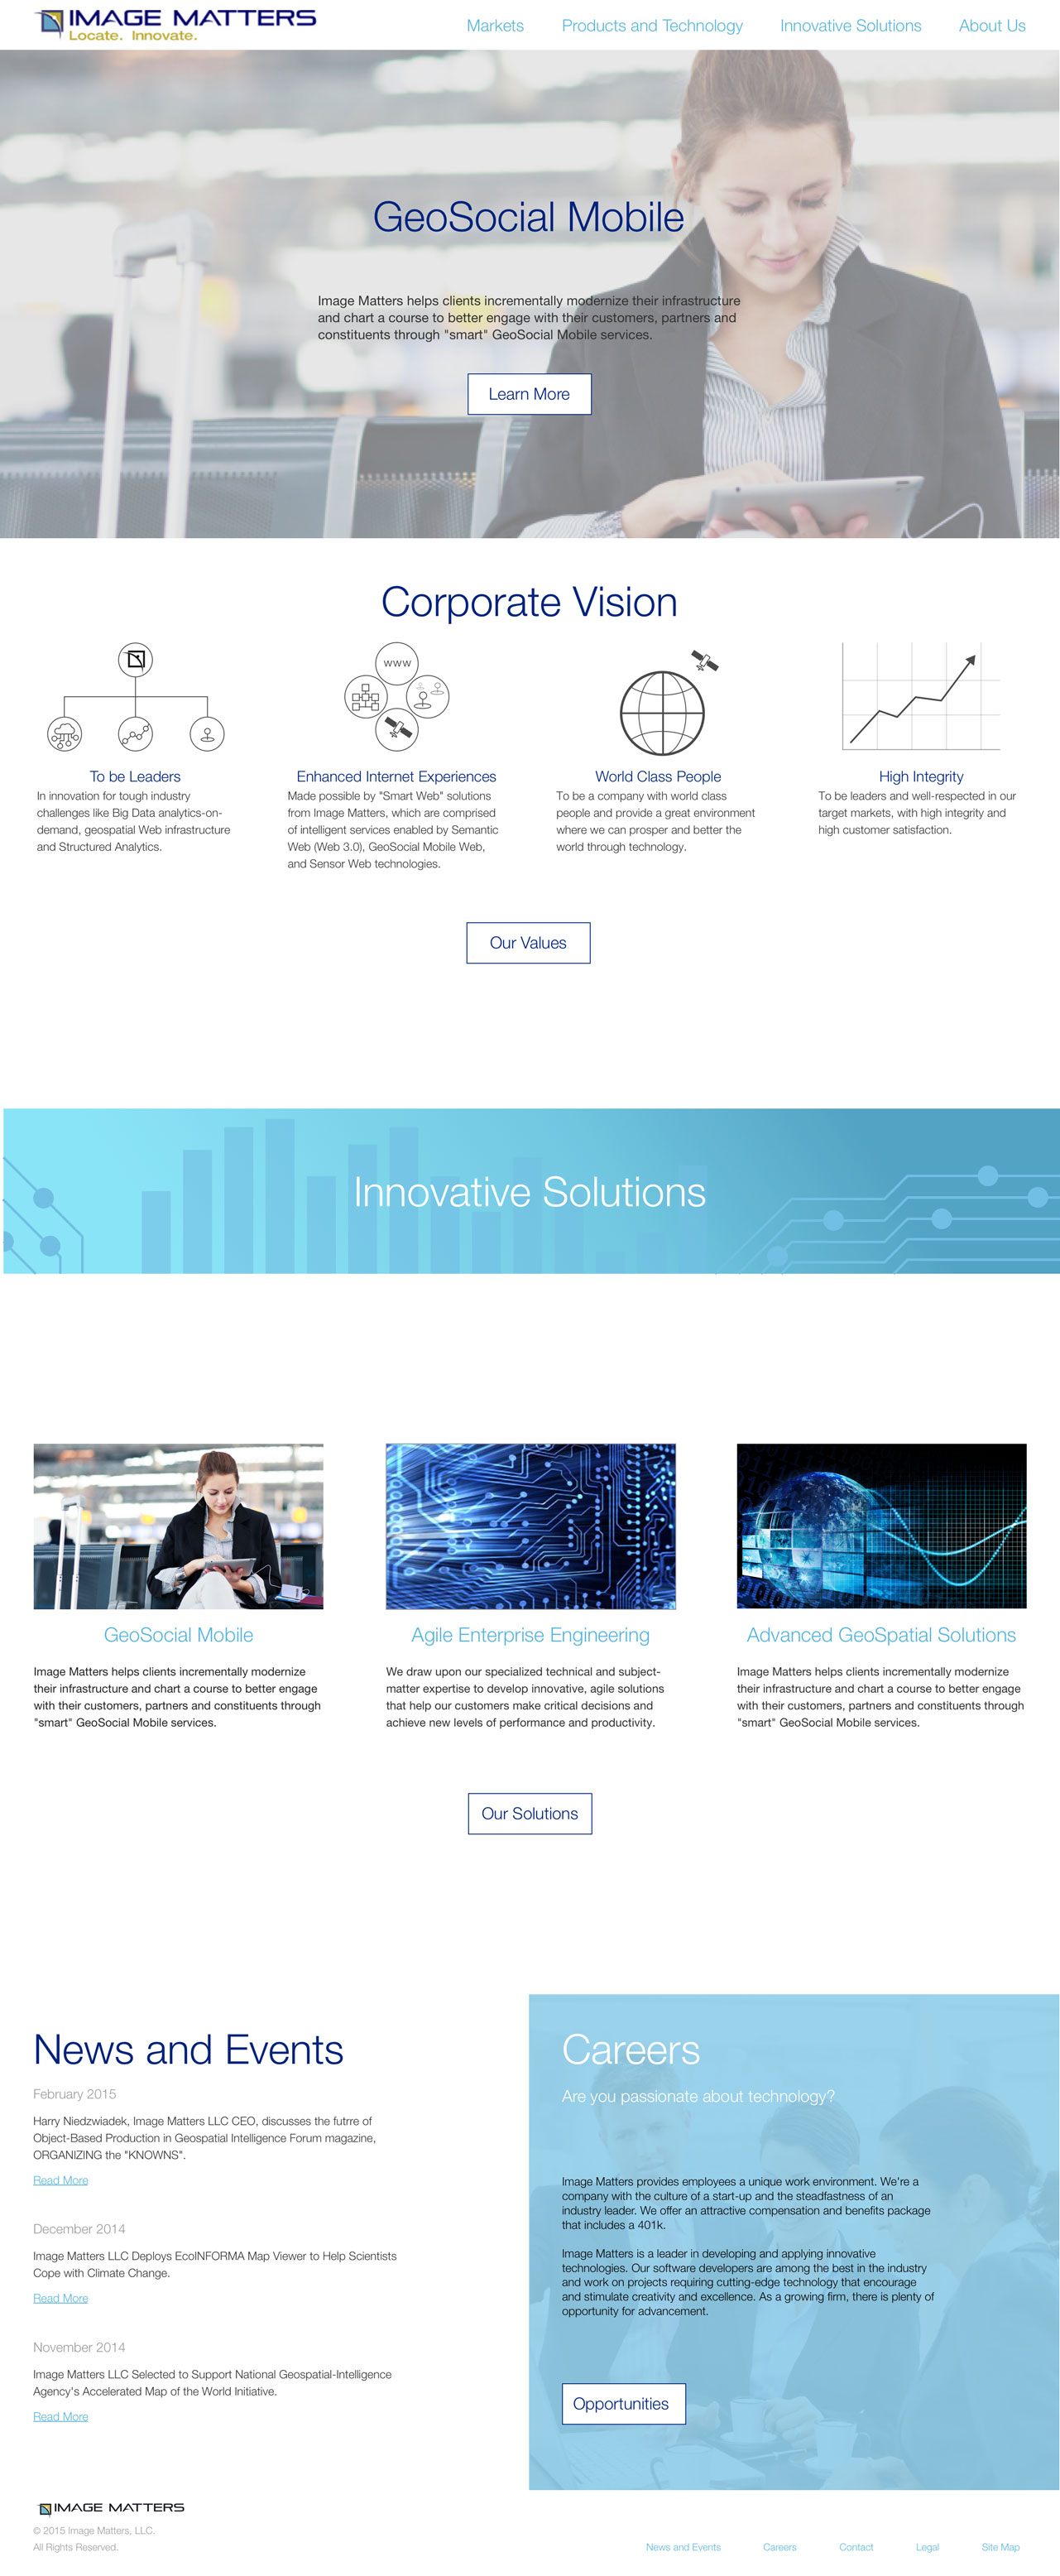 IMAGE MATTERS
Locate. Innovate.
Markets
Products and Technology
Innovative Solutions
About Us
GeoSocial Mobile
Image Matters helps clients incrementally modernize their infrastructure
and chart a course to better engage with their customers, partners and
constituents through "smart" GeoSocial Mobile services.
Learn More
Corporate Vision
www
To be Leaders
In innovation for tough industry
challenges like Big Data analytics-on-
demand, geospatial Web infrastructure
and Structured Analytics.
Enhanced Internet Experiences
Made possible by "Smart Web" solutions
from Image Matters, which are comprised
of intelligent services enabled by Semantic
Web (Web 3.0), GeoSocial Mobile Web,
and Sensor Web technologies.
World Class People
To be a company with world class
people and provide a great environment
where we can prosper and better the
world through technology.
High Integrity
To be leaders and well-respected in our
target markets, with high integrity and
high customer satisfaction.
Our Values
Innovative Solutions
GeoSocial Mobile
Image Matters helps clients incrementally modernize
their infrastructure and chart a course to better engage
with their customers, partners and constituents through
"smart" GeoSocial Mobile services.
Agile Enterprise Engineering
We draw upon our specialized technical and subject-
matter expertise to develop innovative, agile solutions
that help our customers make critical decisions and
achieve new levels of performance and productivity.
Advanced GeoSpatial Solutions
Image Matters helps clients incrementally modernize
their infrastructure and chart a course to better engage
with their customers, partners and constituents through
"smart" GeoSocial Mobile services.
Our Solutions
News and Events
February 2015
Harry Niedzwiadek, Image Matters LLC CEO, discusses the futrre of
Object-Based Production in Geospatial Intelligence Forum magazine,
ORGANIZING the "KNOWNS".
Read More
December 2014
Image Matters LLC Deploys EcoINFORMA Map Viewer to Help Scientists
Cope with Climate Change.
Read More
November 2014
Image Matters LLC Selected to Support National Geospatial-Intelligence
Agency's Accelerated Map of the World Initiative.
Read More
Careers
Are you passionate about technology?
Image Matters provides employees a unique work environment. We're a
company with the culture of a start-up and the steadfastness of an
industry leader. We offer an attractive compensation and benefits package
that includes a 401k.
Image Matters is a leader in developing and applying innovative
technologies. Our software developers are among the best in the industry
and work on projects requiring cutting-edge technology that encourage
and stimulate creativity and excellence. As a growing firm, there is plenty of
opportunity for advancement.
Opportunities
IMAGE MATTERS
© 2015 Image Matters, LLC.
All Rights Reserved.
News and Events
Careers
Contact
Legal
Site Map